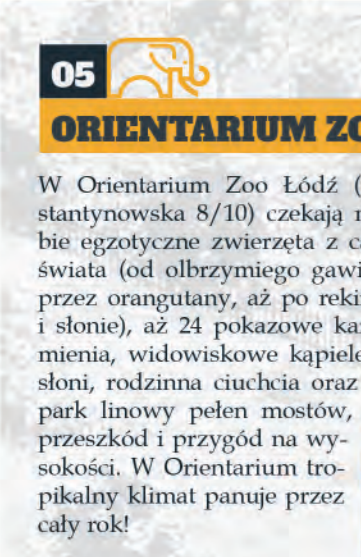 05
ORIENTARIUM ZO
W Orientarium Zoo Łódź (
stantynowska 8/10) czekają
bie egzotyczne zwierzęta z
świata (od olbrzymiego gawi
przez orangutany, aż po reki
i słonie), aż 24 pokazowe ka
mienia, widowiskowe kąpiele
słoni, rodzinna ciuchcia oraz
park linowy pełen mostów,
przeszkód i przygód na wy-
sokości. W Orientarium tro-
pikalny klimat panuje przez
cały rok!